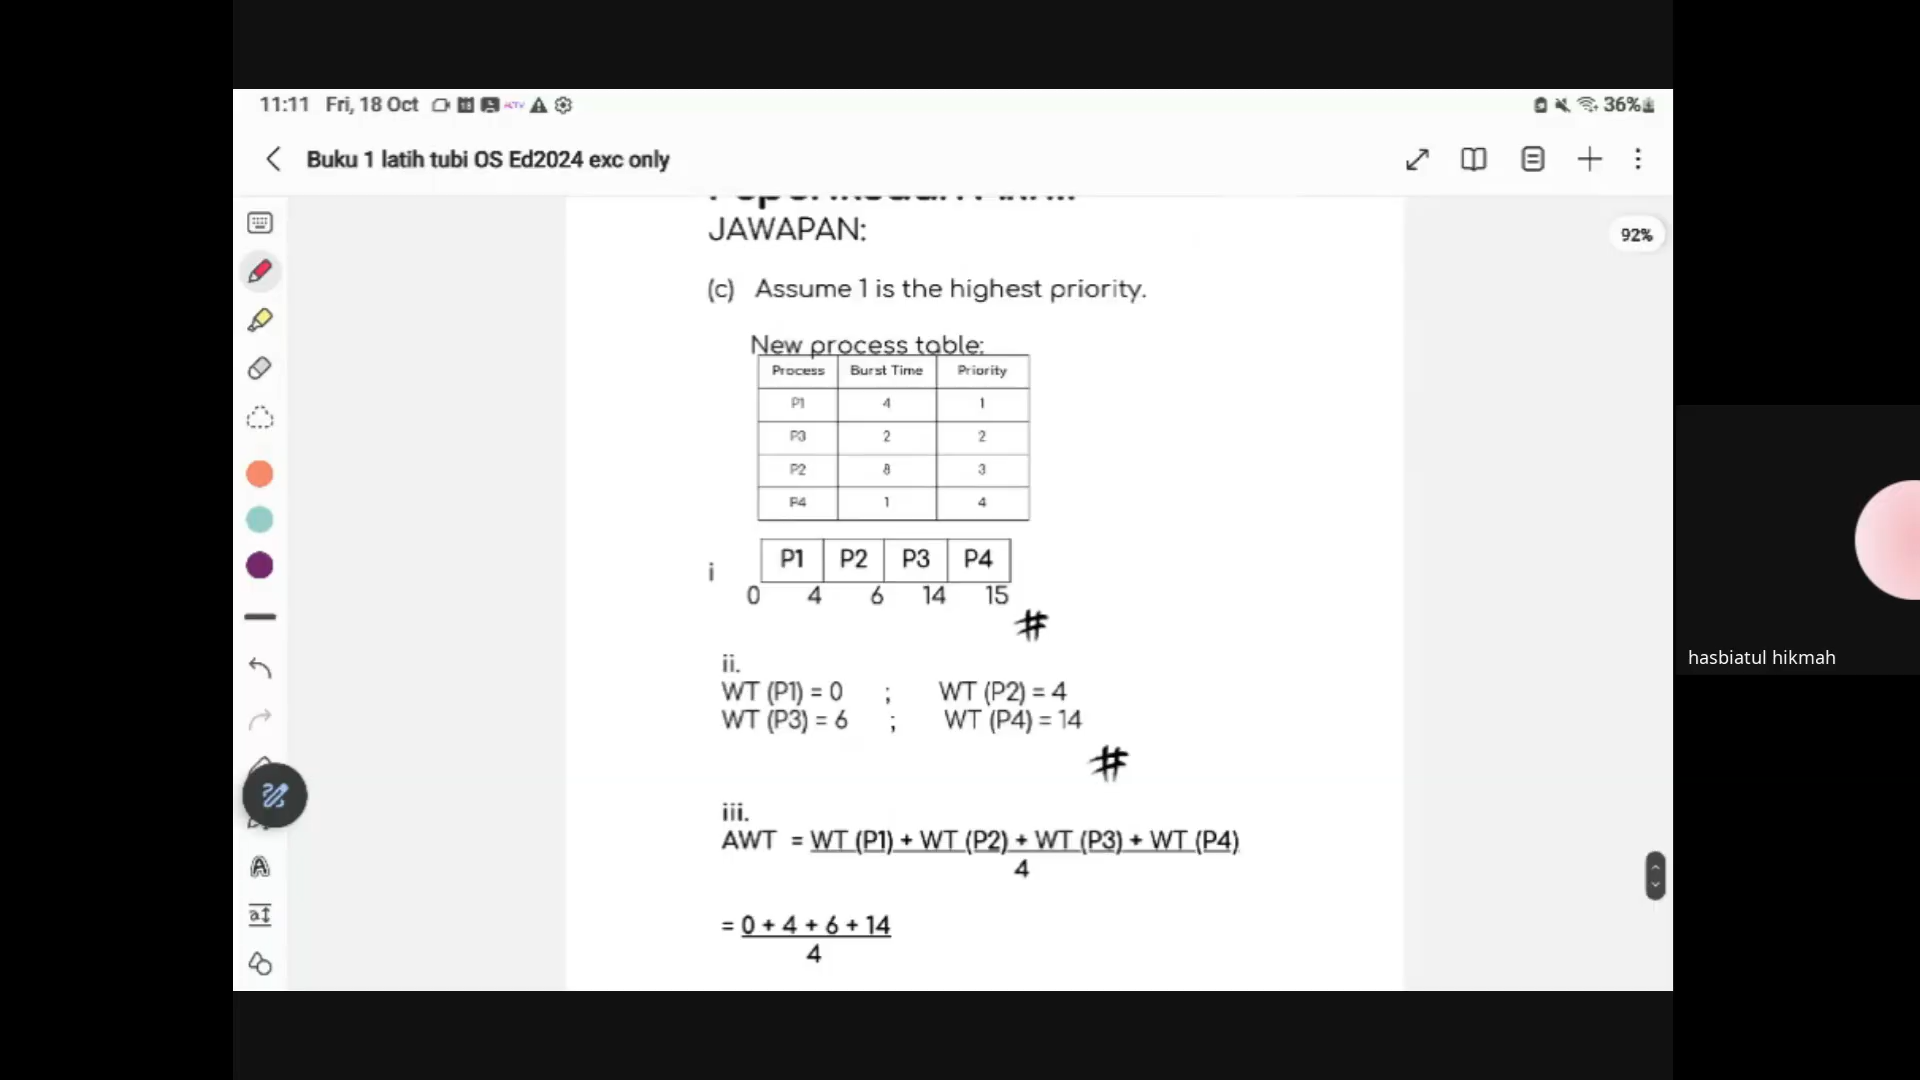 11:11 Fri, 18 Oct
36%
Buku 1 latih tubi OS Ed2024 exc only
92%
JAWAPAN:
(c) Assume 1 is the highest priority.
New process table:
Process Burst Time Priority
P1 4 1
P3 2 2
P2 8 3
P4 1 4
i P1 P2 P3 P4
0 4 6 14 15
#
ii.
WT (P1) = 0 ; WT (P2) = 4
WT (P3) = 6 ; WT (P4) = 14
#
iii.
AWT = WT (P1) + WT (P2) + WT (P3) + WT (P4)
4
= 0 + 4 + 6 + 14
4
hasbiatul hikmah